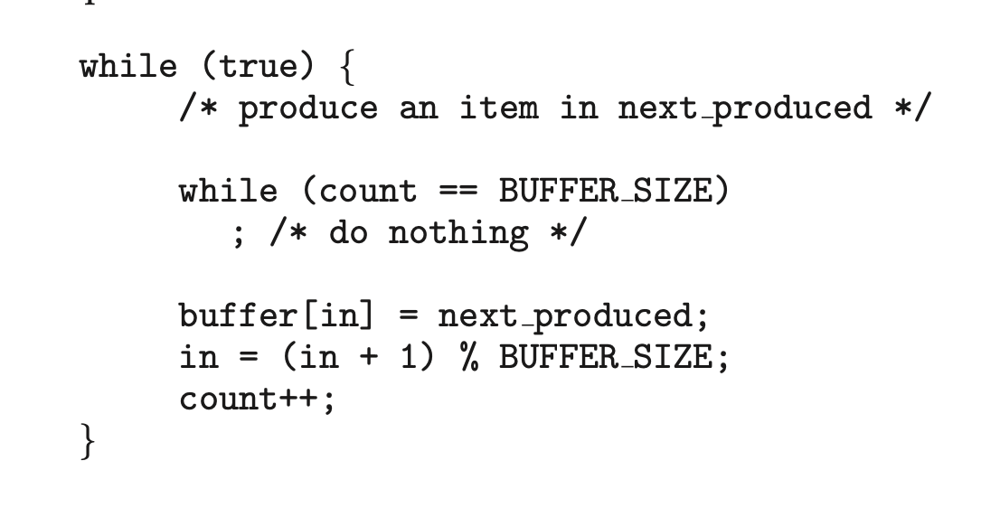 while (true) {
/* produce an item in next_produced */
while (count == BUFFER_SIZE)
; /* do nothing */
buffer[in] = next_produced;
in = (in + 1) % BUFFER_SIZE;
count++;
}